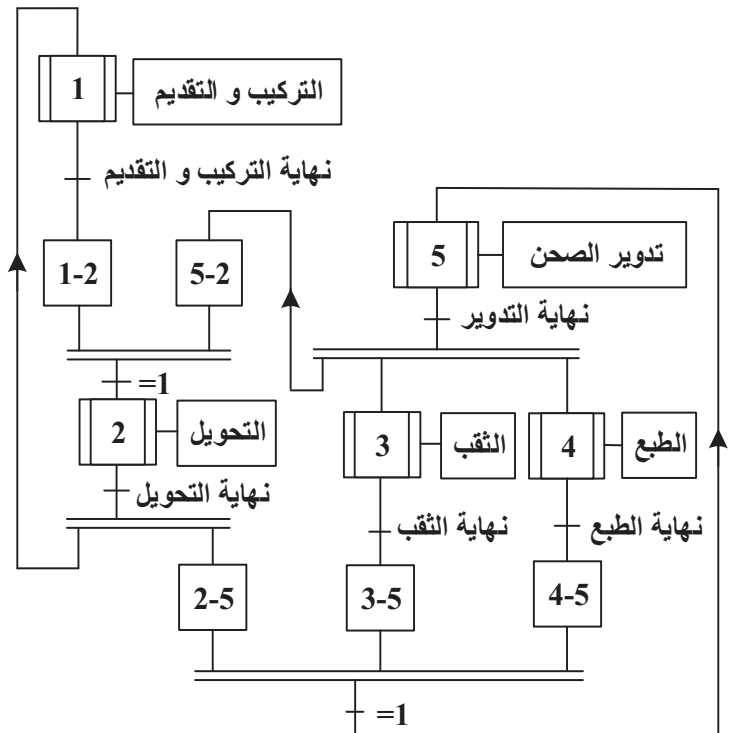 1
التركيب و التقديم
نهاية التركيب و التقديم
5
تدوير الصحن
نهاية التدوير
1-2
5-2
=1
2
التحويل
نهاية التحويل
3
الثقب
نهاية الثقب
4
الطبع
نهاية الطبع
2-5
3-5
4-5
=1